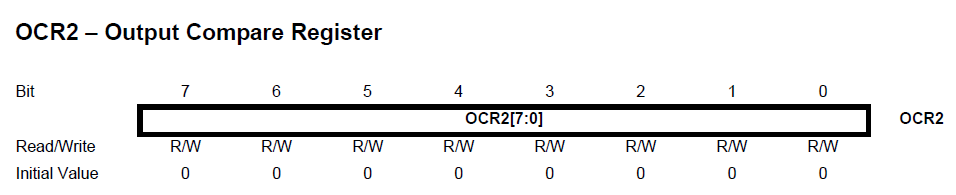 OCR2 – Output Compare Register
Bit 7 6 5 4 3 2 1 0
OCR2[7:0] OCR2
Read/Write R/W R/W R/W R/W R/W R/W R/W R/W
Initial Value 0 0 0 0 0 0 0 0